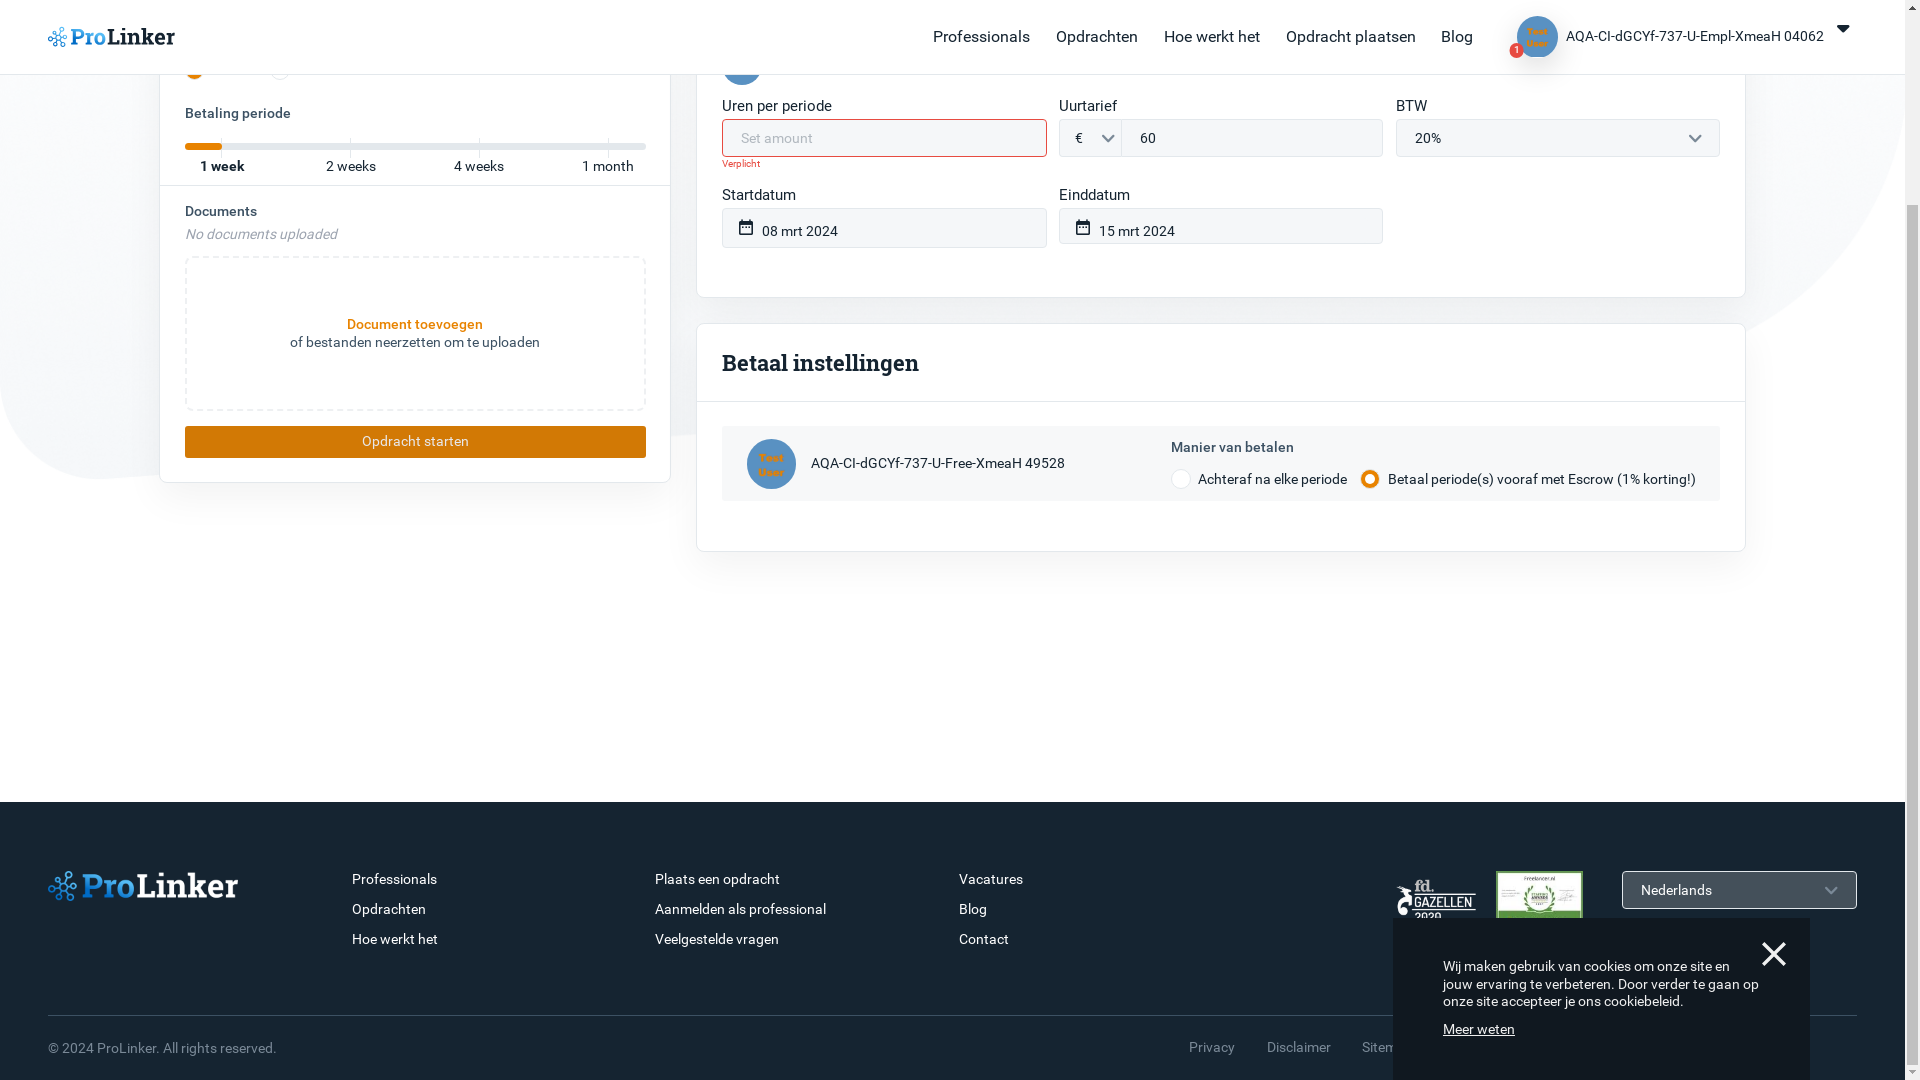 ProLinker
Professionals
Opdrachten
Hoe werkt het
Opdracht plaatsen
Blog
Test
User
1
AQA-CI-dGCYf-737-U-Empl-XmeaH 04062
Betaling periode
1 week
2 weeks
4 weeks
1 month
Documents
No documents uploaded
Document toevoegen
of bestanden neerzetten om te uploaden
Opdracht starten
Uren per periode
Uurtarief
BTW
Set amount
€
60
20%
Verplicht
Startdatum
Einddatum
08 mrt 2024
15 mrt 2024
Betaal instellingen
Test
User
AQA-CI-dGCYf-737-U-Free-XmeaH 49528
Manier van betalen
Achteraf na elke periode
Betaal periode(s) vooraf met Escrow (1% korting!)
ProLinker
Professionals
Opdrachten
Hoe werkt het
Plaats een opdracht
Aanmelden als professional
Veelgestelde vragen
Vacatures
Blog
Contact
fd.
GAZELLEN
2020
Nederlands
Wij maken gebruik van cookies om onze site en
jouw ervaring te verbeteren. Door verder te gaan op
onze site accepteer je ons cookiebeleid.
Meer weten
© 2024 ProLinker. All rights reserved.
Privacy
Disclaimer
Sitem